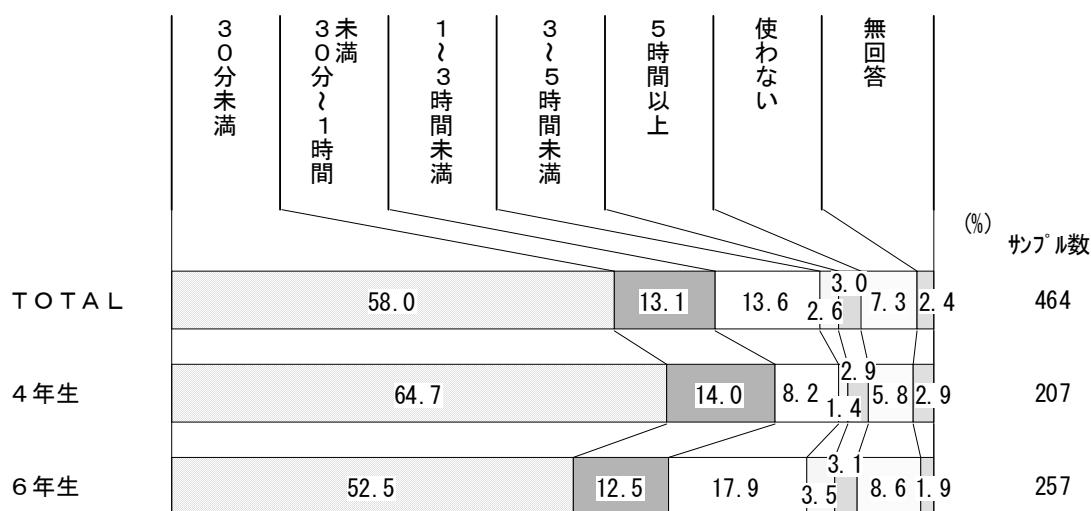 30分未満
30分～1時間
未満
1～3時間未満
3～5時間未満
5時間以上
使わない
無回答
(%)
ｻﾝﾌﾟﾙ数
ＴＯＴＡＬ 58.0 13.1 13.6 2.6 3.0 7.3 2.4 464
４年生 64.7 14.0 8.2 1.4 2.9 5.8 2.9 207
６年生 52.5 12.5 17.9 3.5 3.1 8.6 1.9 257